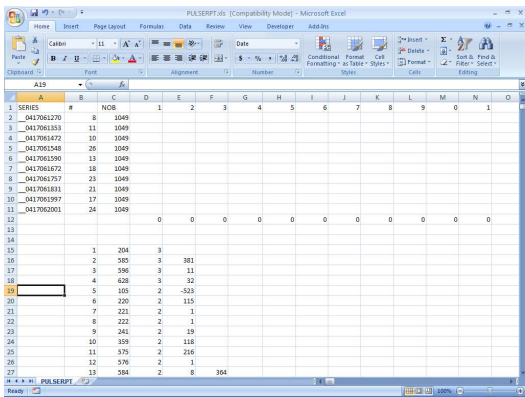 PULSERPT.xls [Compatibility Mode] - Microsoft Excel
Home Insert Page Layout Formulas Data Review View Developer Add-Ins
Calibri 11 Date Insert
Paste Conditional Format Cell Delete Sort & Find &
Formatting as Table Styles Format Filter Select
Clipboard Font Alignment Number Styles Cells Editing
A19 fx
A B C D E F G H I J K L M N O
1 SERIES # NOB 1 2 3 4 5 6 7 8 9 0 1
2 __0417061270 8 1049
3 __0417061353 11 1049
4 __0417061472 10 1049
5 __0417061548 26 1049
6 __0417061590 13 1049
7 __0417061672 18 1049
8 __0417061757 23 1049
9 __0417061831 21 1049
10 __0417061997 17 1049
11 __0417062001 24 1049
12 0 0 0 0 0 0 0 0 0 0 0
13
14
15 1 204 3
16 2 585 3 381
17 3 596 3 11
18 4 628 3 32
19 5 105 2 -523
20 6 220 2 115
21 7 221 2 1
22 8 222 2 1
23 9 241 2 19
24 10 359 2 118
25 11 575 2 216
26 12 576 2 1
27 13 584 2 8 364
PULSERPT
Ready 100%